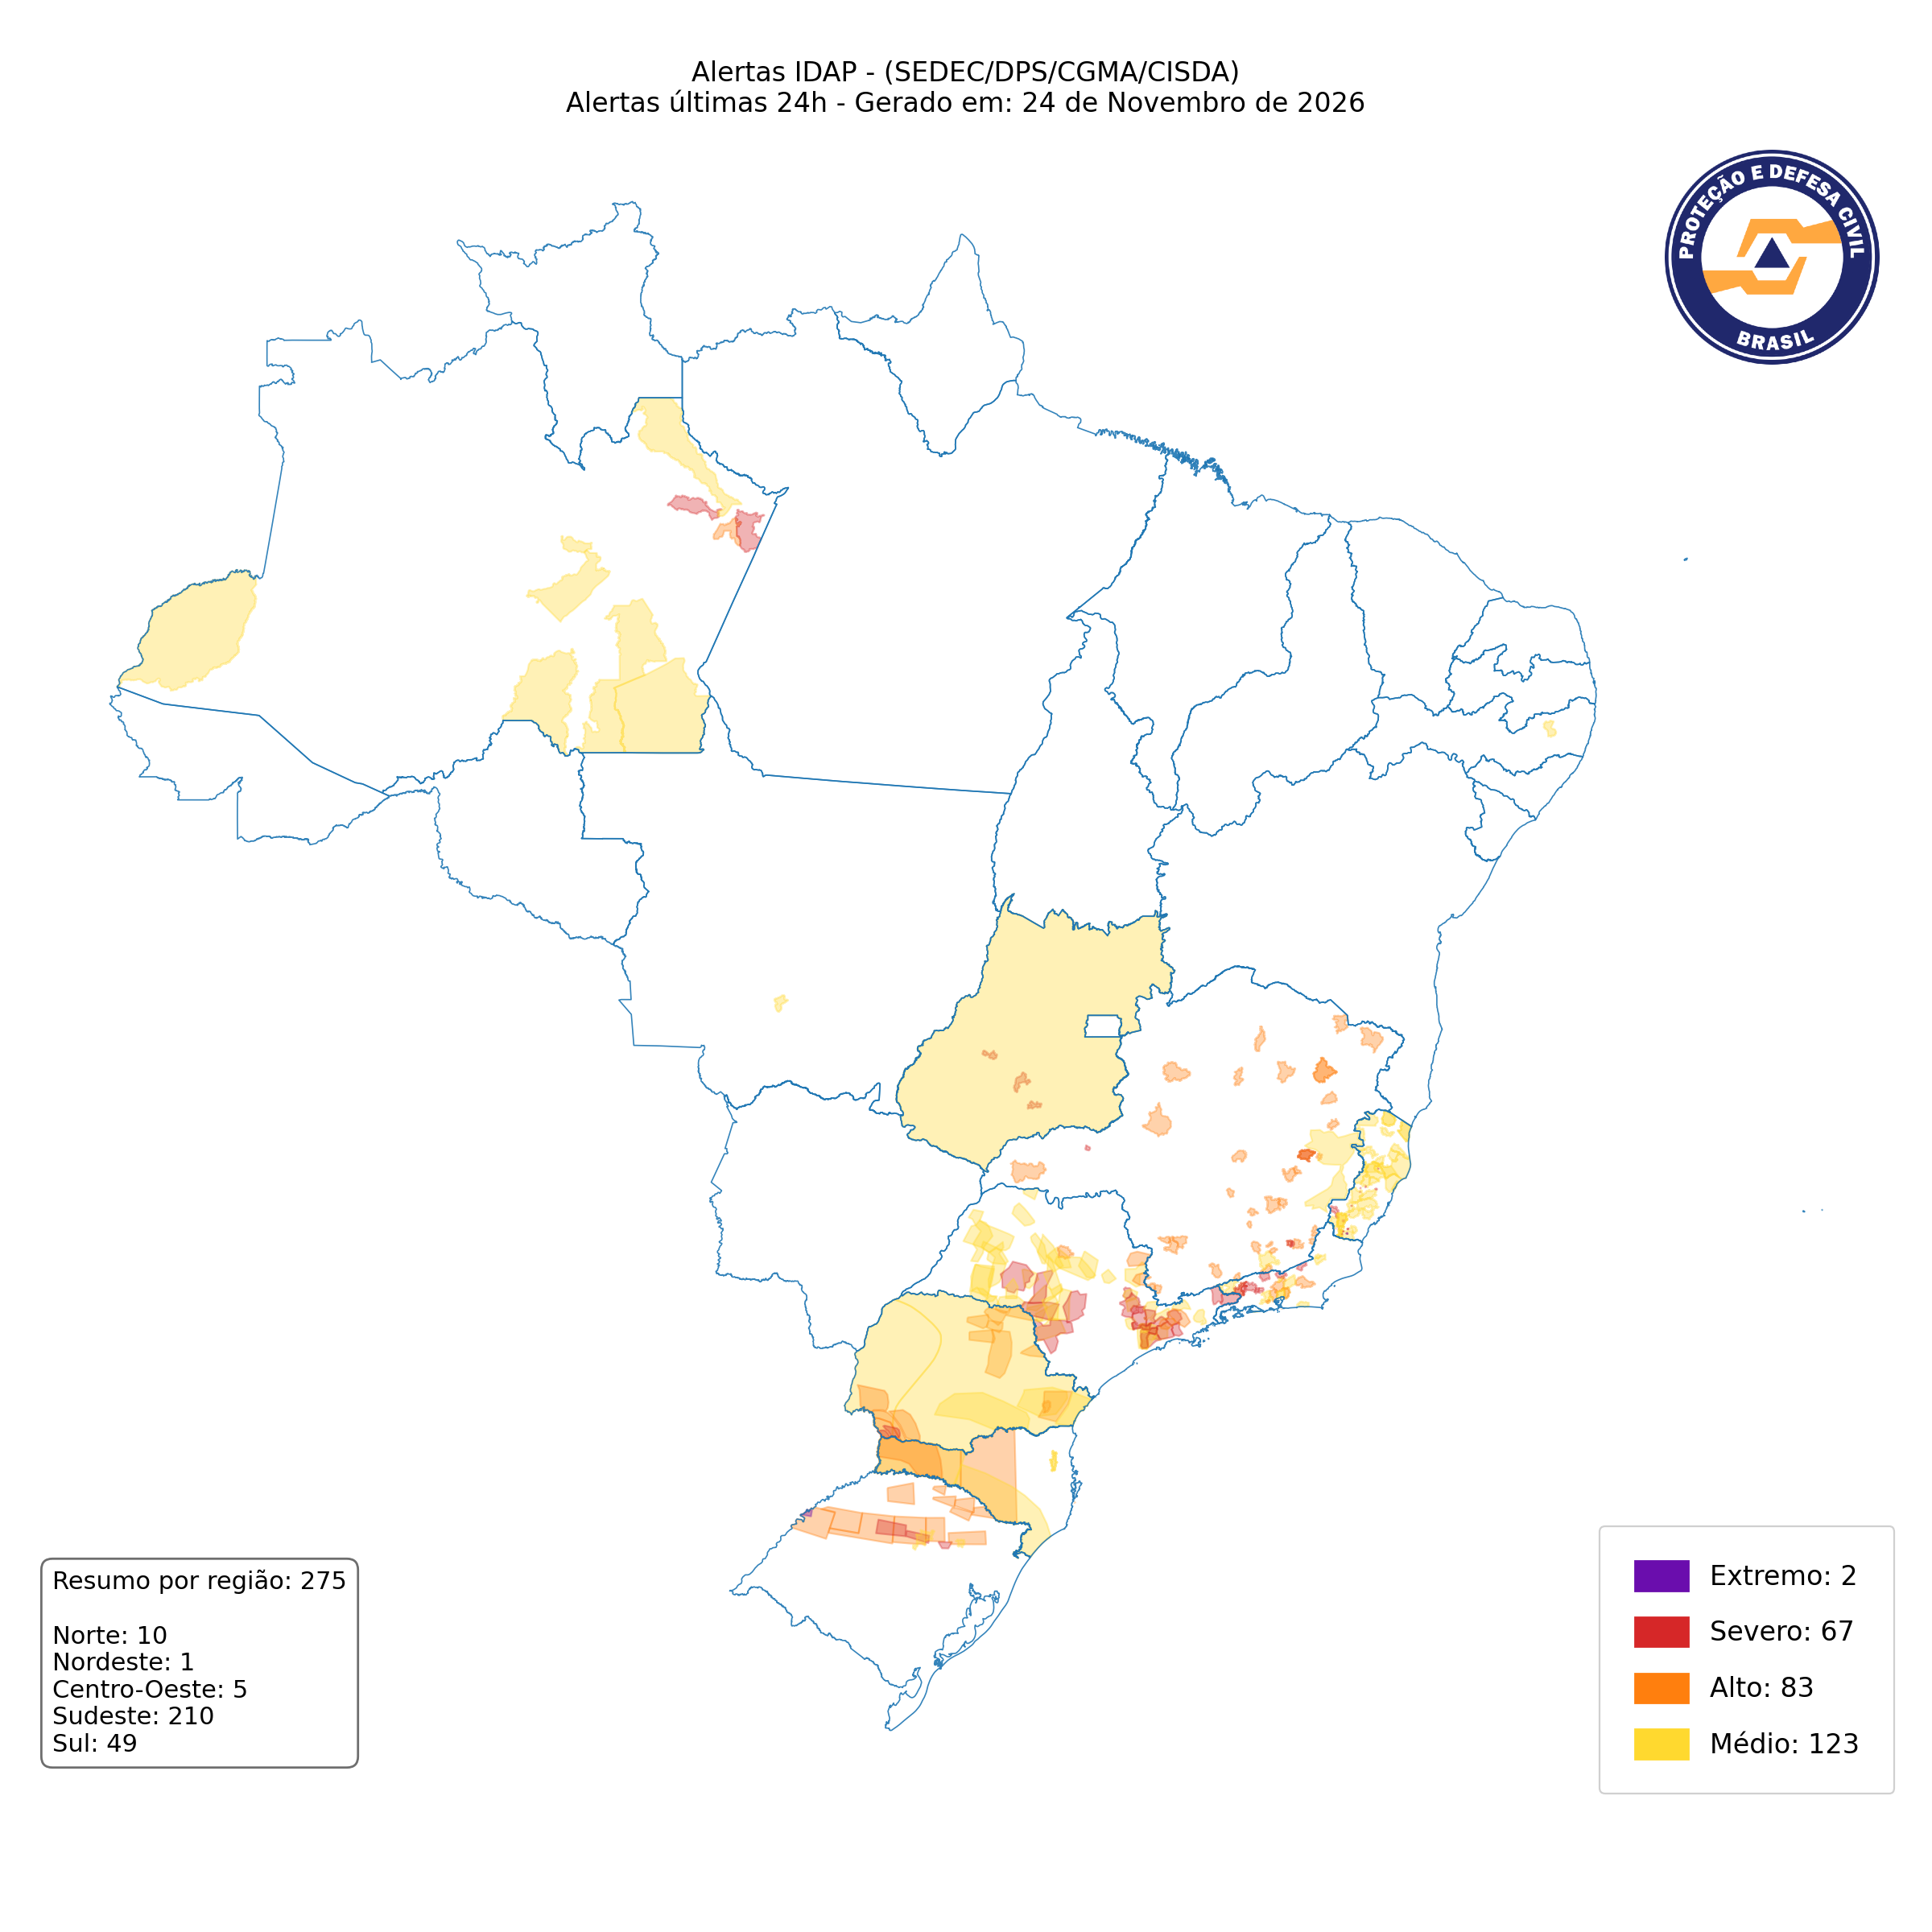 Alertas IDAP - (SEDEC/DPS/CGMA/CISDA)
Alertas últimas 24h - Gerado em: 24 de Novembro de 2026
PROTEÇÃO E DEFESA CIVIL
BRASIL
Resumo por região: 275
Norte: 10
Nordeste: 1
Centro-Oeste: 5
Sudeste: 210
Sul: 49
Extremo: 2
Severo: 67
Alto: 83
Médio: 123